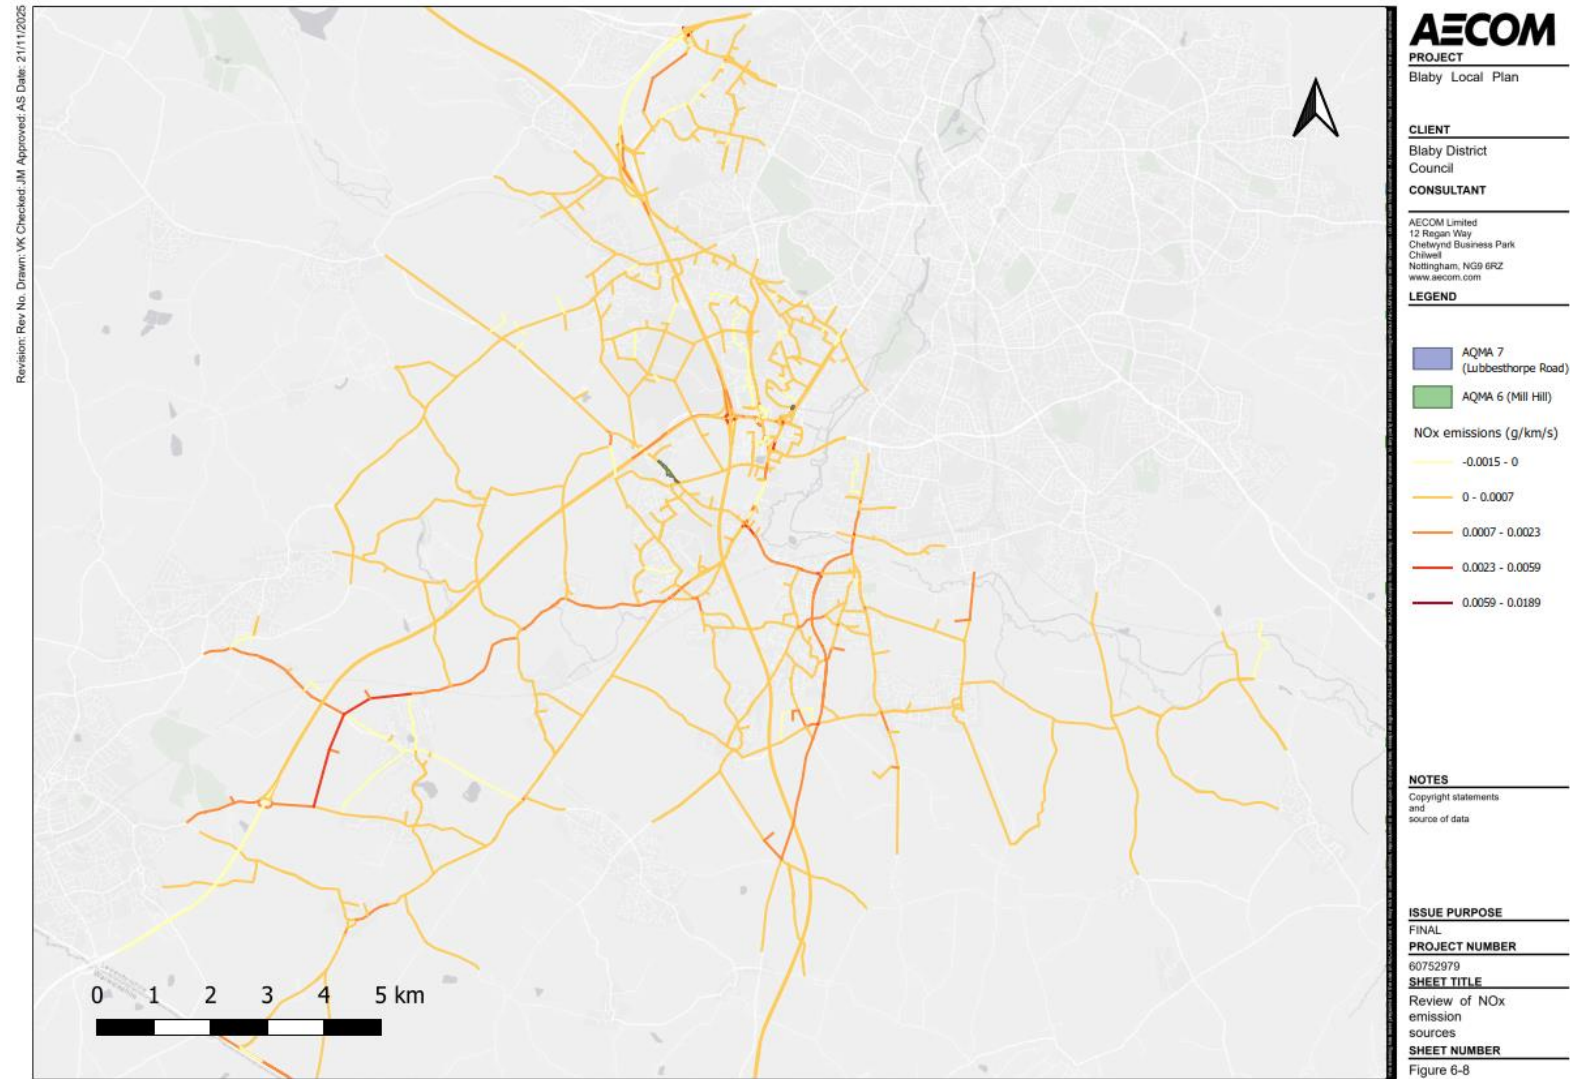 Revision: Rev No. Drawn: VK Checked: JM Approved: AS Date: 21/11/2025
0 1 2 3 4 5 km
AECOM
PROJECT
Blaby Local Plan
CLIENT
Blaby District
Council
CONSULTANT
AECOM Limited
12 Regan Way
Chetwynd Business Park
Chilwell
Nottingham, NG9 6RZ
www.aecom.com
LEGEND
AQMA 7
(Lubbesthorpe Road)
AQMA 6 (Mill Hill)
NOx emissions (g/km/s)
-0.0015 - 0
0 - 0.0007
0.0007 - 0.0023
0.0023 - 0.0059
0.0059 - 0.0189
NOTES
Copyright statements
and
source of data
ISSUE PURPOSE
FINAL
PROJECT NUMBER
60752979
SHEET TITLE
Review of NOx
emission
sources
SHEET NUMBER
Figure 6-8